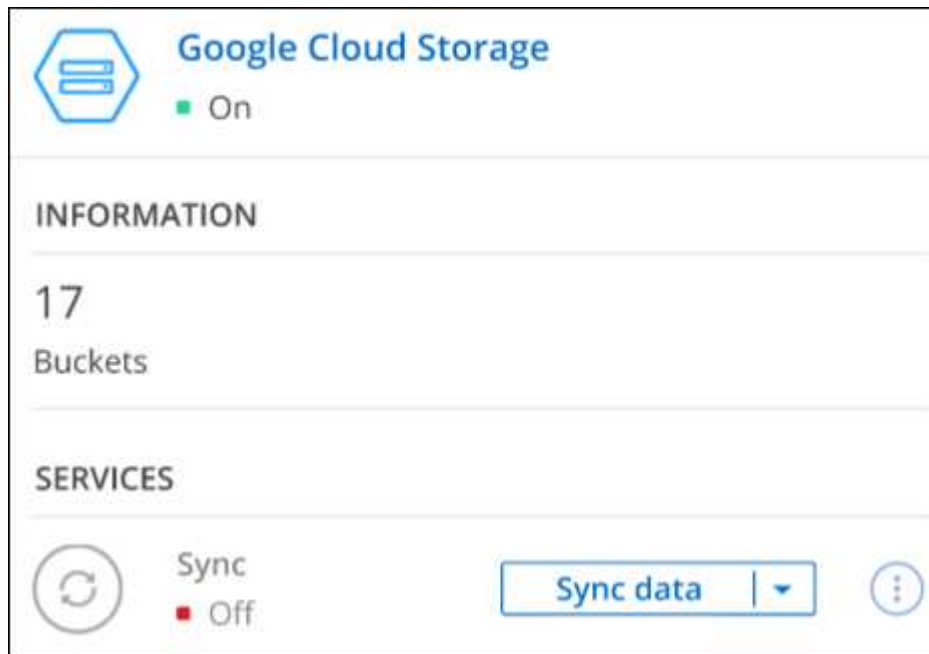 Google Cloud Storage
On
INFORMATION
17
Buckets
SERVICES
Sync
Off
Sync data